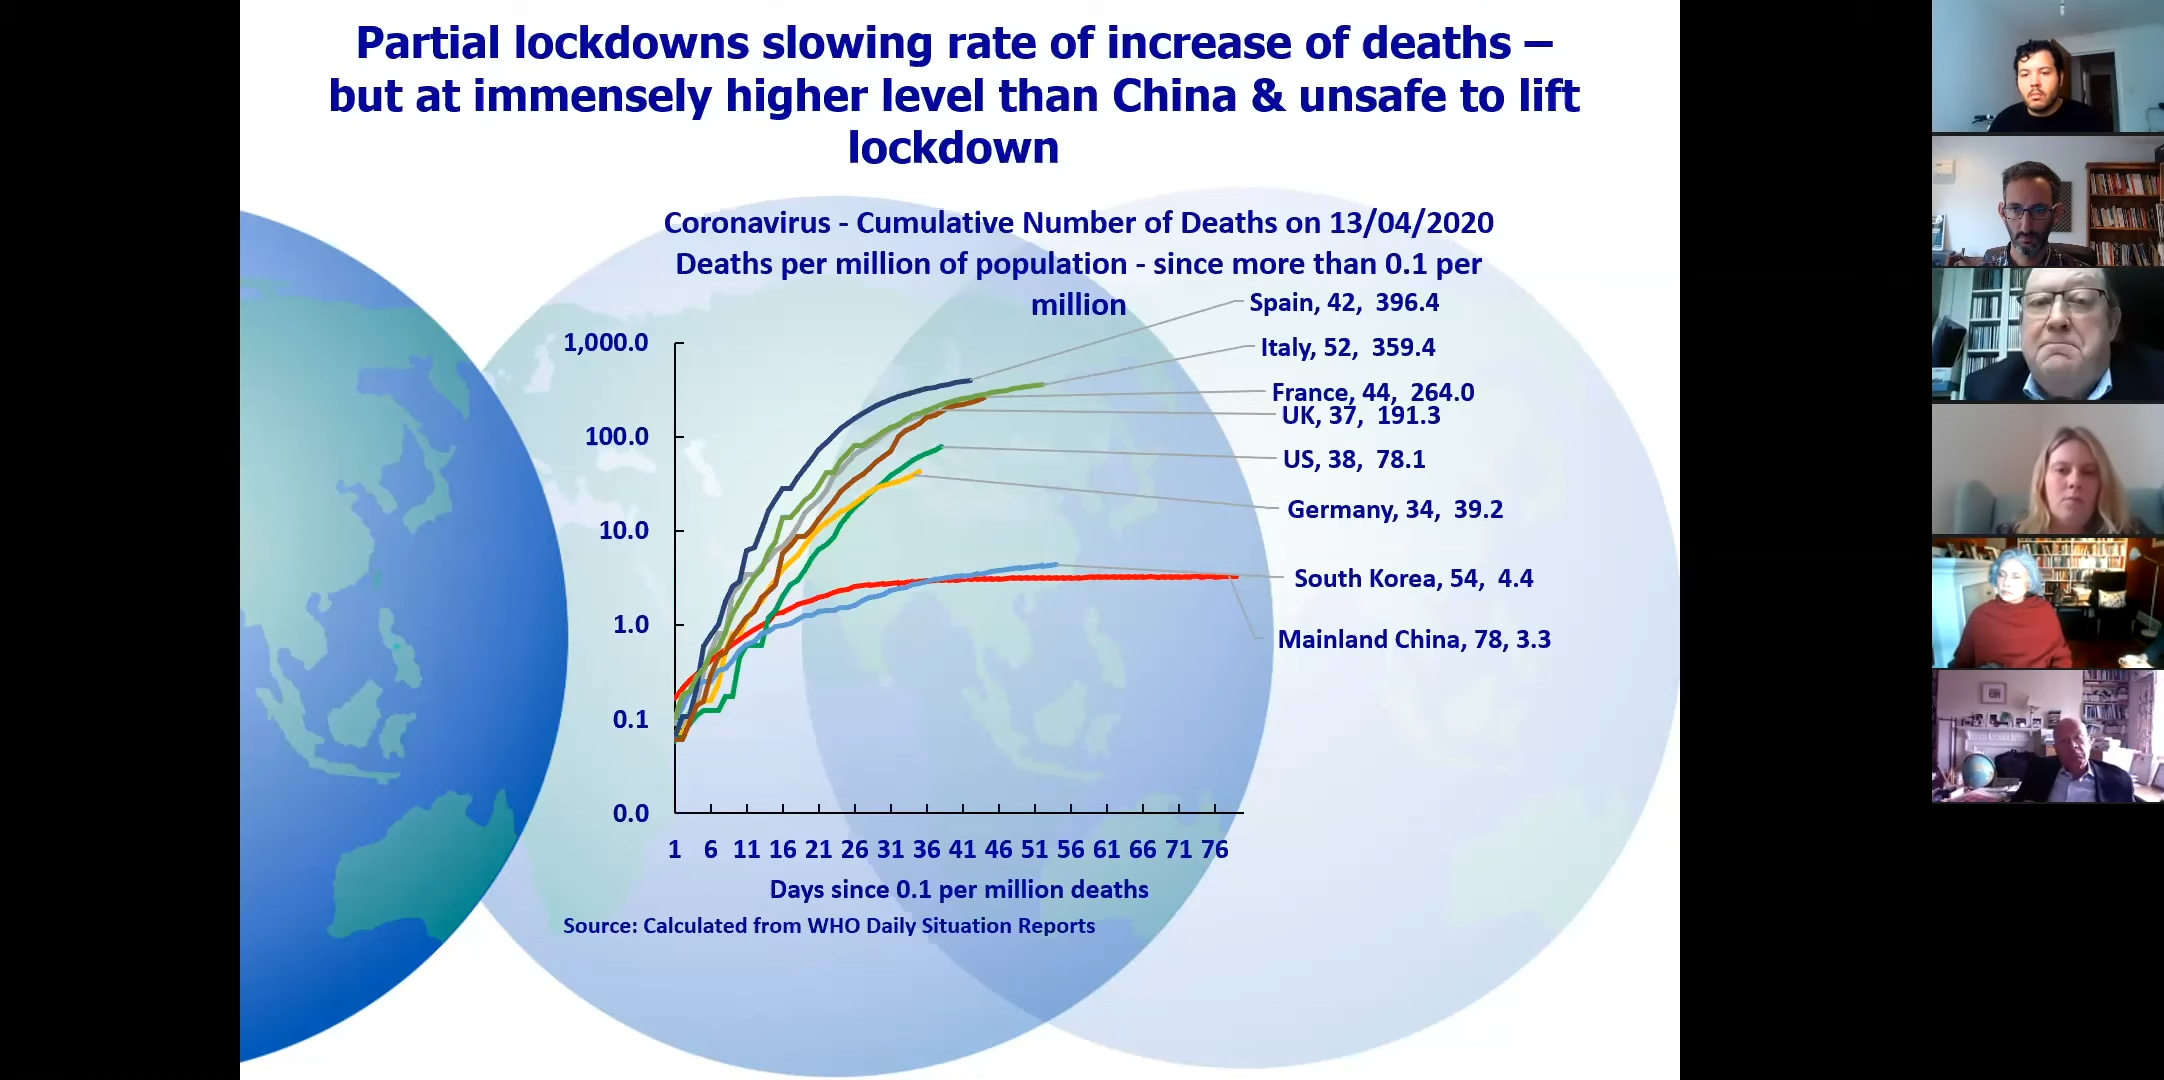 Partial lockdowns slowing rate of increase of deaths –
but at immensely higher level than China & unsafe to lift
lockdown
Coronavirus - Cumulative Number of Deaths on 13/04/2020
Deaths per million of population - since more than 0.1 per
million
Spain, 42, 396.4
1,000.0
Italy, 52, 359.4
France, 44, 264.0
UK, 37, 191.3
100.0
US, 38, 78.1
Germany, 34, 39.2
10.0
South Korea, 54, 4.4
1.0
Mainland China, 78, 3.3
0.1
0.0
1 6 11 16 21 26 31 36 41 46 51 56 61 66 71 76
Days since 0.1 per million deaths
Source: Calculated from WHO Daily Situation Reports